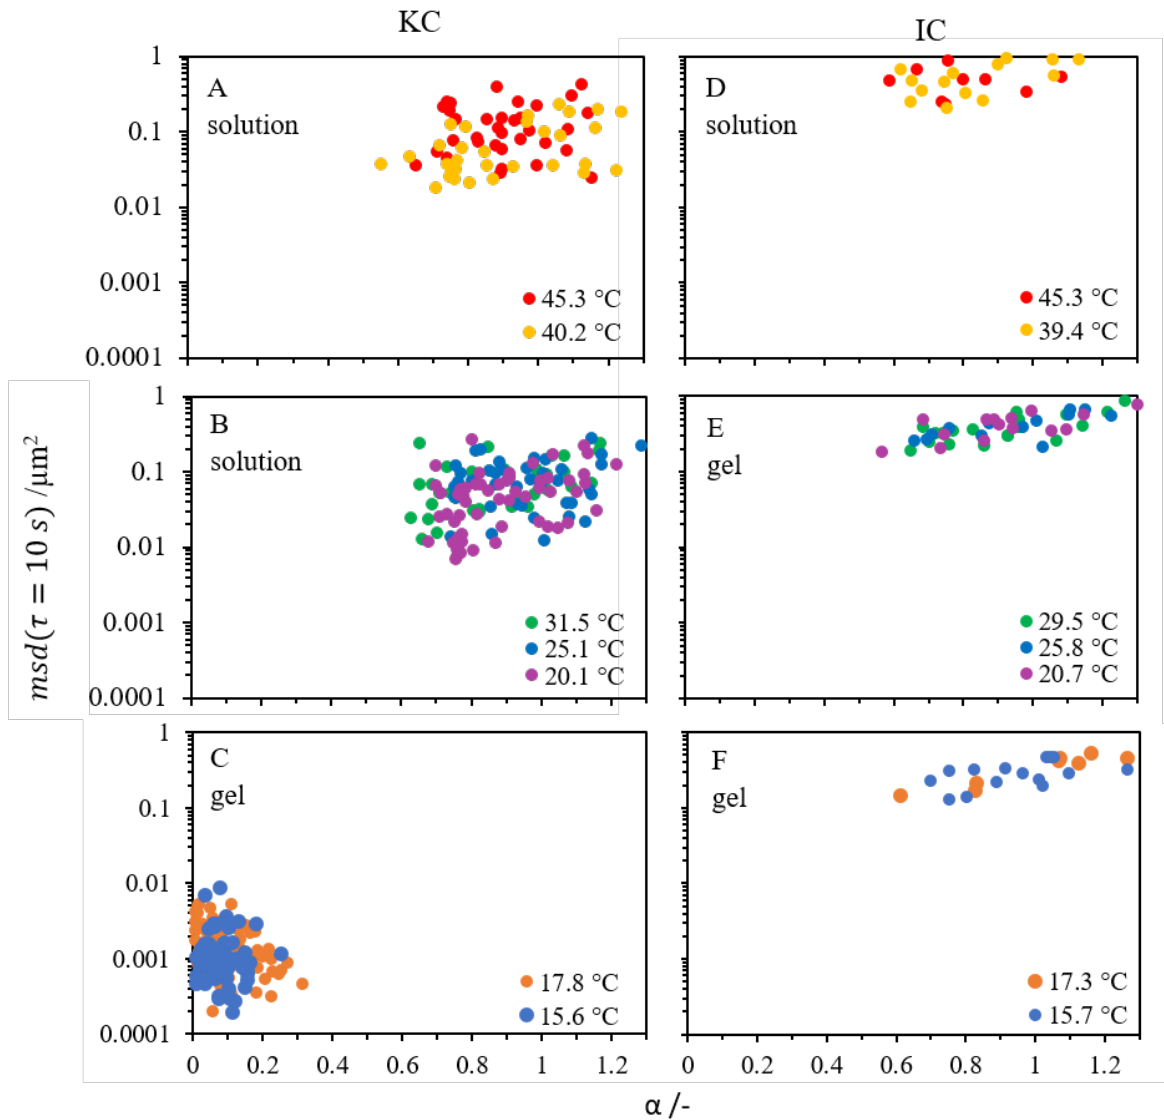 KC
IC
1
0.1
0.01
0.001
0.0001
A
solution
45.3 °C
40.2 °C
D
solution
45.3 °C
39.4 °C
msd(τ = 10 s) /μm²
1
0.1
0.01
0.001
0.0001
B
solution
31.5 °C
25.1 °C
20.1 °C
E
gel
29.5 °C
25.8 °C
20.7 °C
1
0.1
0.01
0.001
0.0001
C
gel
17.8 °C
15.6 °C
F
gel
17.3 °C
15.7 °C
0 0.2 0.4 0.6 0.8 1 1.2
0 0.2 0.4 0.6 0.8 1 1.2
α /-